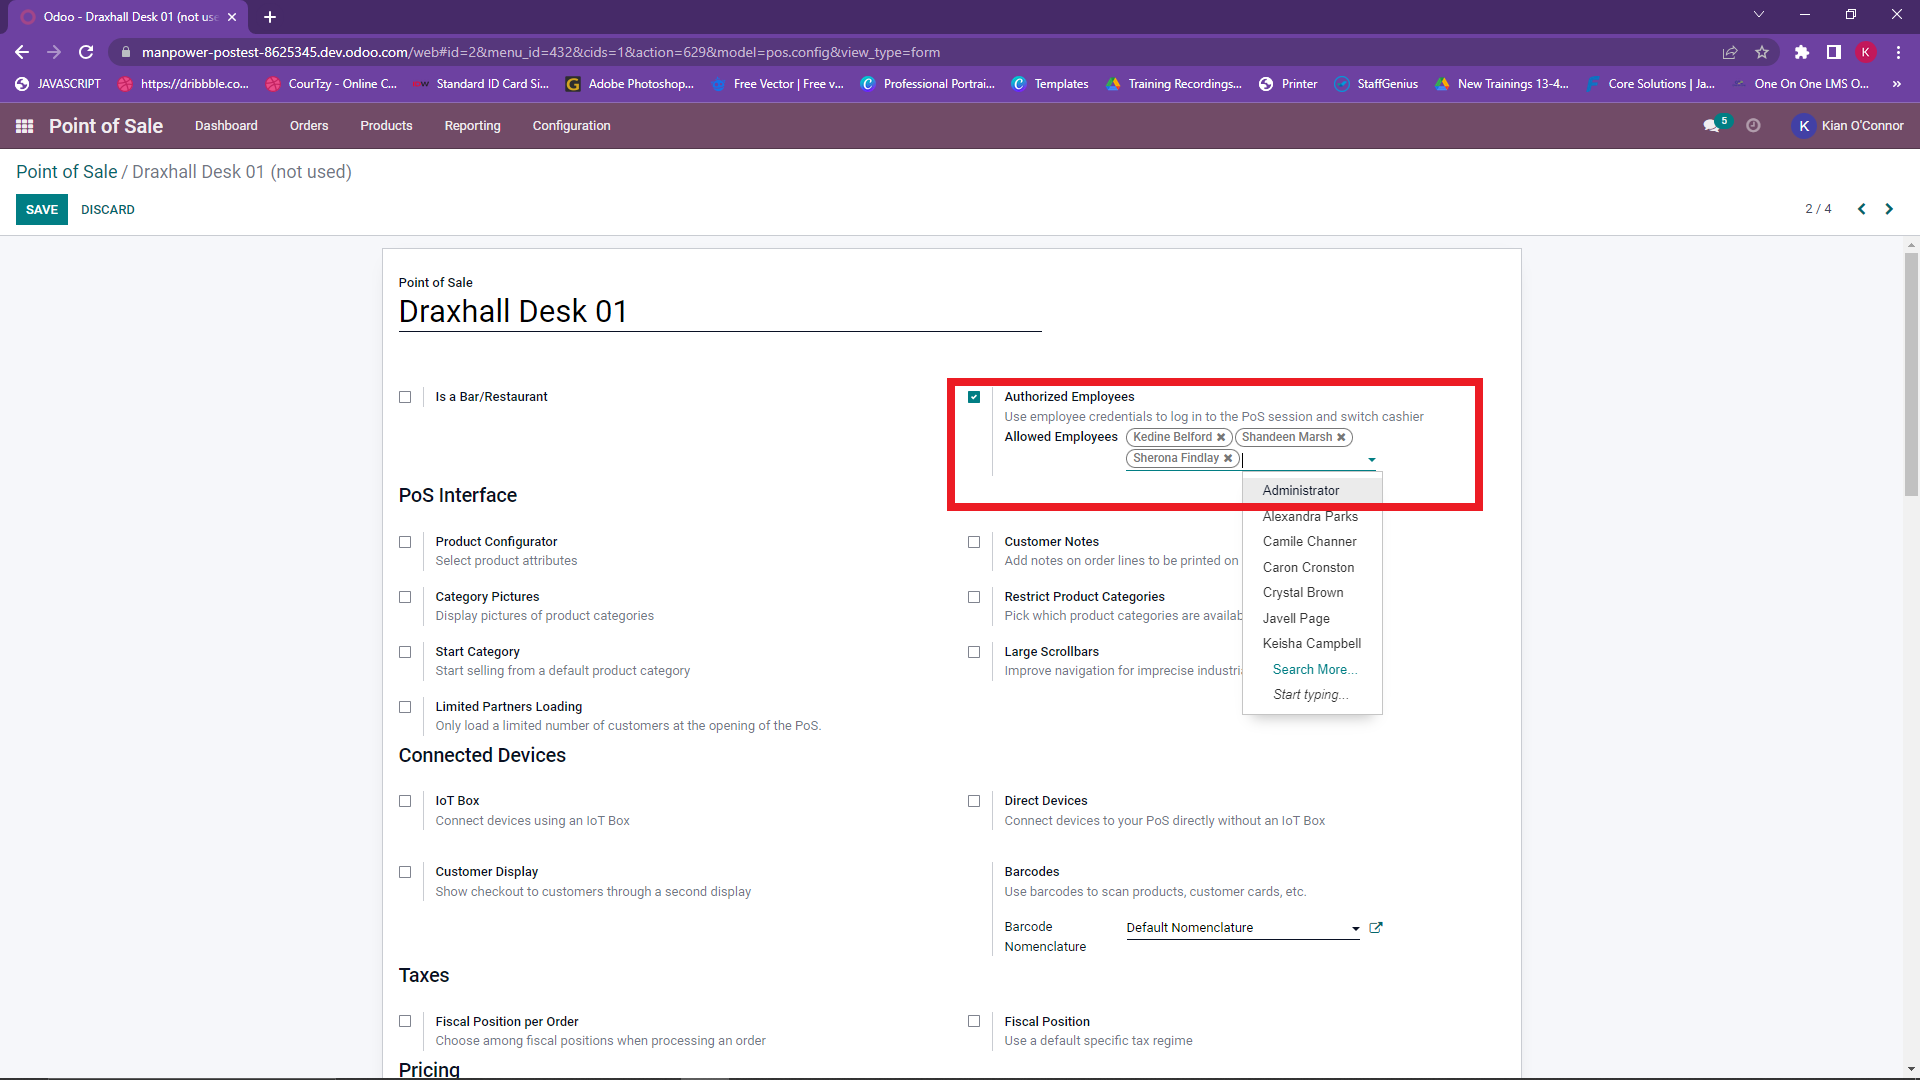 Odoo - Draxhall Desk 01 (not use
manpower-postest-8625345.dev.odoo.com/web#id=2&menu_id=432&cids=1&action=629&model=pos.config&view_type=form
K
JAVASCRIPT https://dribbble.co... CourTzy - Online C... Standard ID Card Si... Adobe Photoshop... Free Vector | Free v... Professional Portrai... Templates Training Recordings... Printer StaffGenius New Trainings 13-4... Core Solutions | Ja... One On One LMS O... »
Point of Sale Dashboard Orders Products Reporting Configuration 5 K Kian O'Connor
Point of Sale / Draxhall Desk 01 (not used)
SAVE DISCARD 2 / 4
Point of Sale
Draxhall Desk 01
Is a Bar/Restaurant
Authorized Employees
Use employee credentials to log in to the PoS session and switch cashier
Allowed Employees Kedine Belford Shandeen Marsh
Sherona Findlay
Administrator
Alexandra Parks
Camile Channer
Caron Cronston
Crystal Brown
Javell Page
Keisha Campbell
Search More...
Start typing...
PoS Interface
Product Configurator
Select product attributes
Customer Notes
Add notes on order lines to be printed on
Category Pictures
Display pictures of product categories
Restrict Product Categories
Pick which product categories are availab
Start Category
Start selling from a default product category
Large Scrollbars
Improve navigation for imprecise industri
Limited Partners Loading
Only load a limited number of customers at the opening of the PoS.
Connected Devices
IoT Box
Connect devices using an IoT Box
Direct Devices
Connect devices to your PoS directly without an IoT Box
Customer Display
Show checkout to customers through a second display
Barcodes
Use barcodes to scan products, customer cards, etc.
Barcode
Nomenclature
Default Nomenclature
Taxes
Fiscal Position per Order
Choose among fiscal positions when processing an order
Fiscal Position
Use a default specific tax regime
Pricing